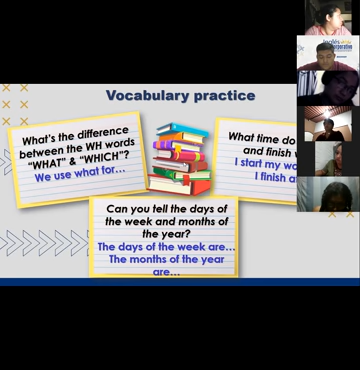 Vocabulary practice
What's the difference
between the WH words
"WHAT" & "WHICH"?
We use what for...
What time do
and finish
I start my
I finish
Can you tell the days of
the week and months of
the year?
The days of the week are...
The months of the year
are...